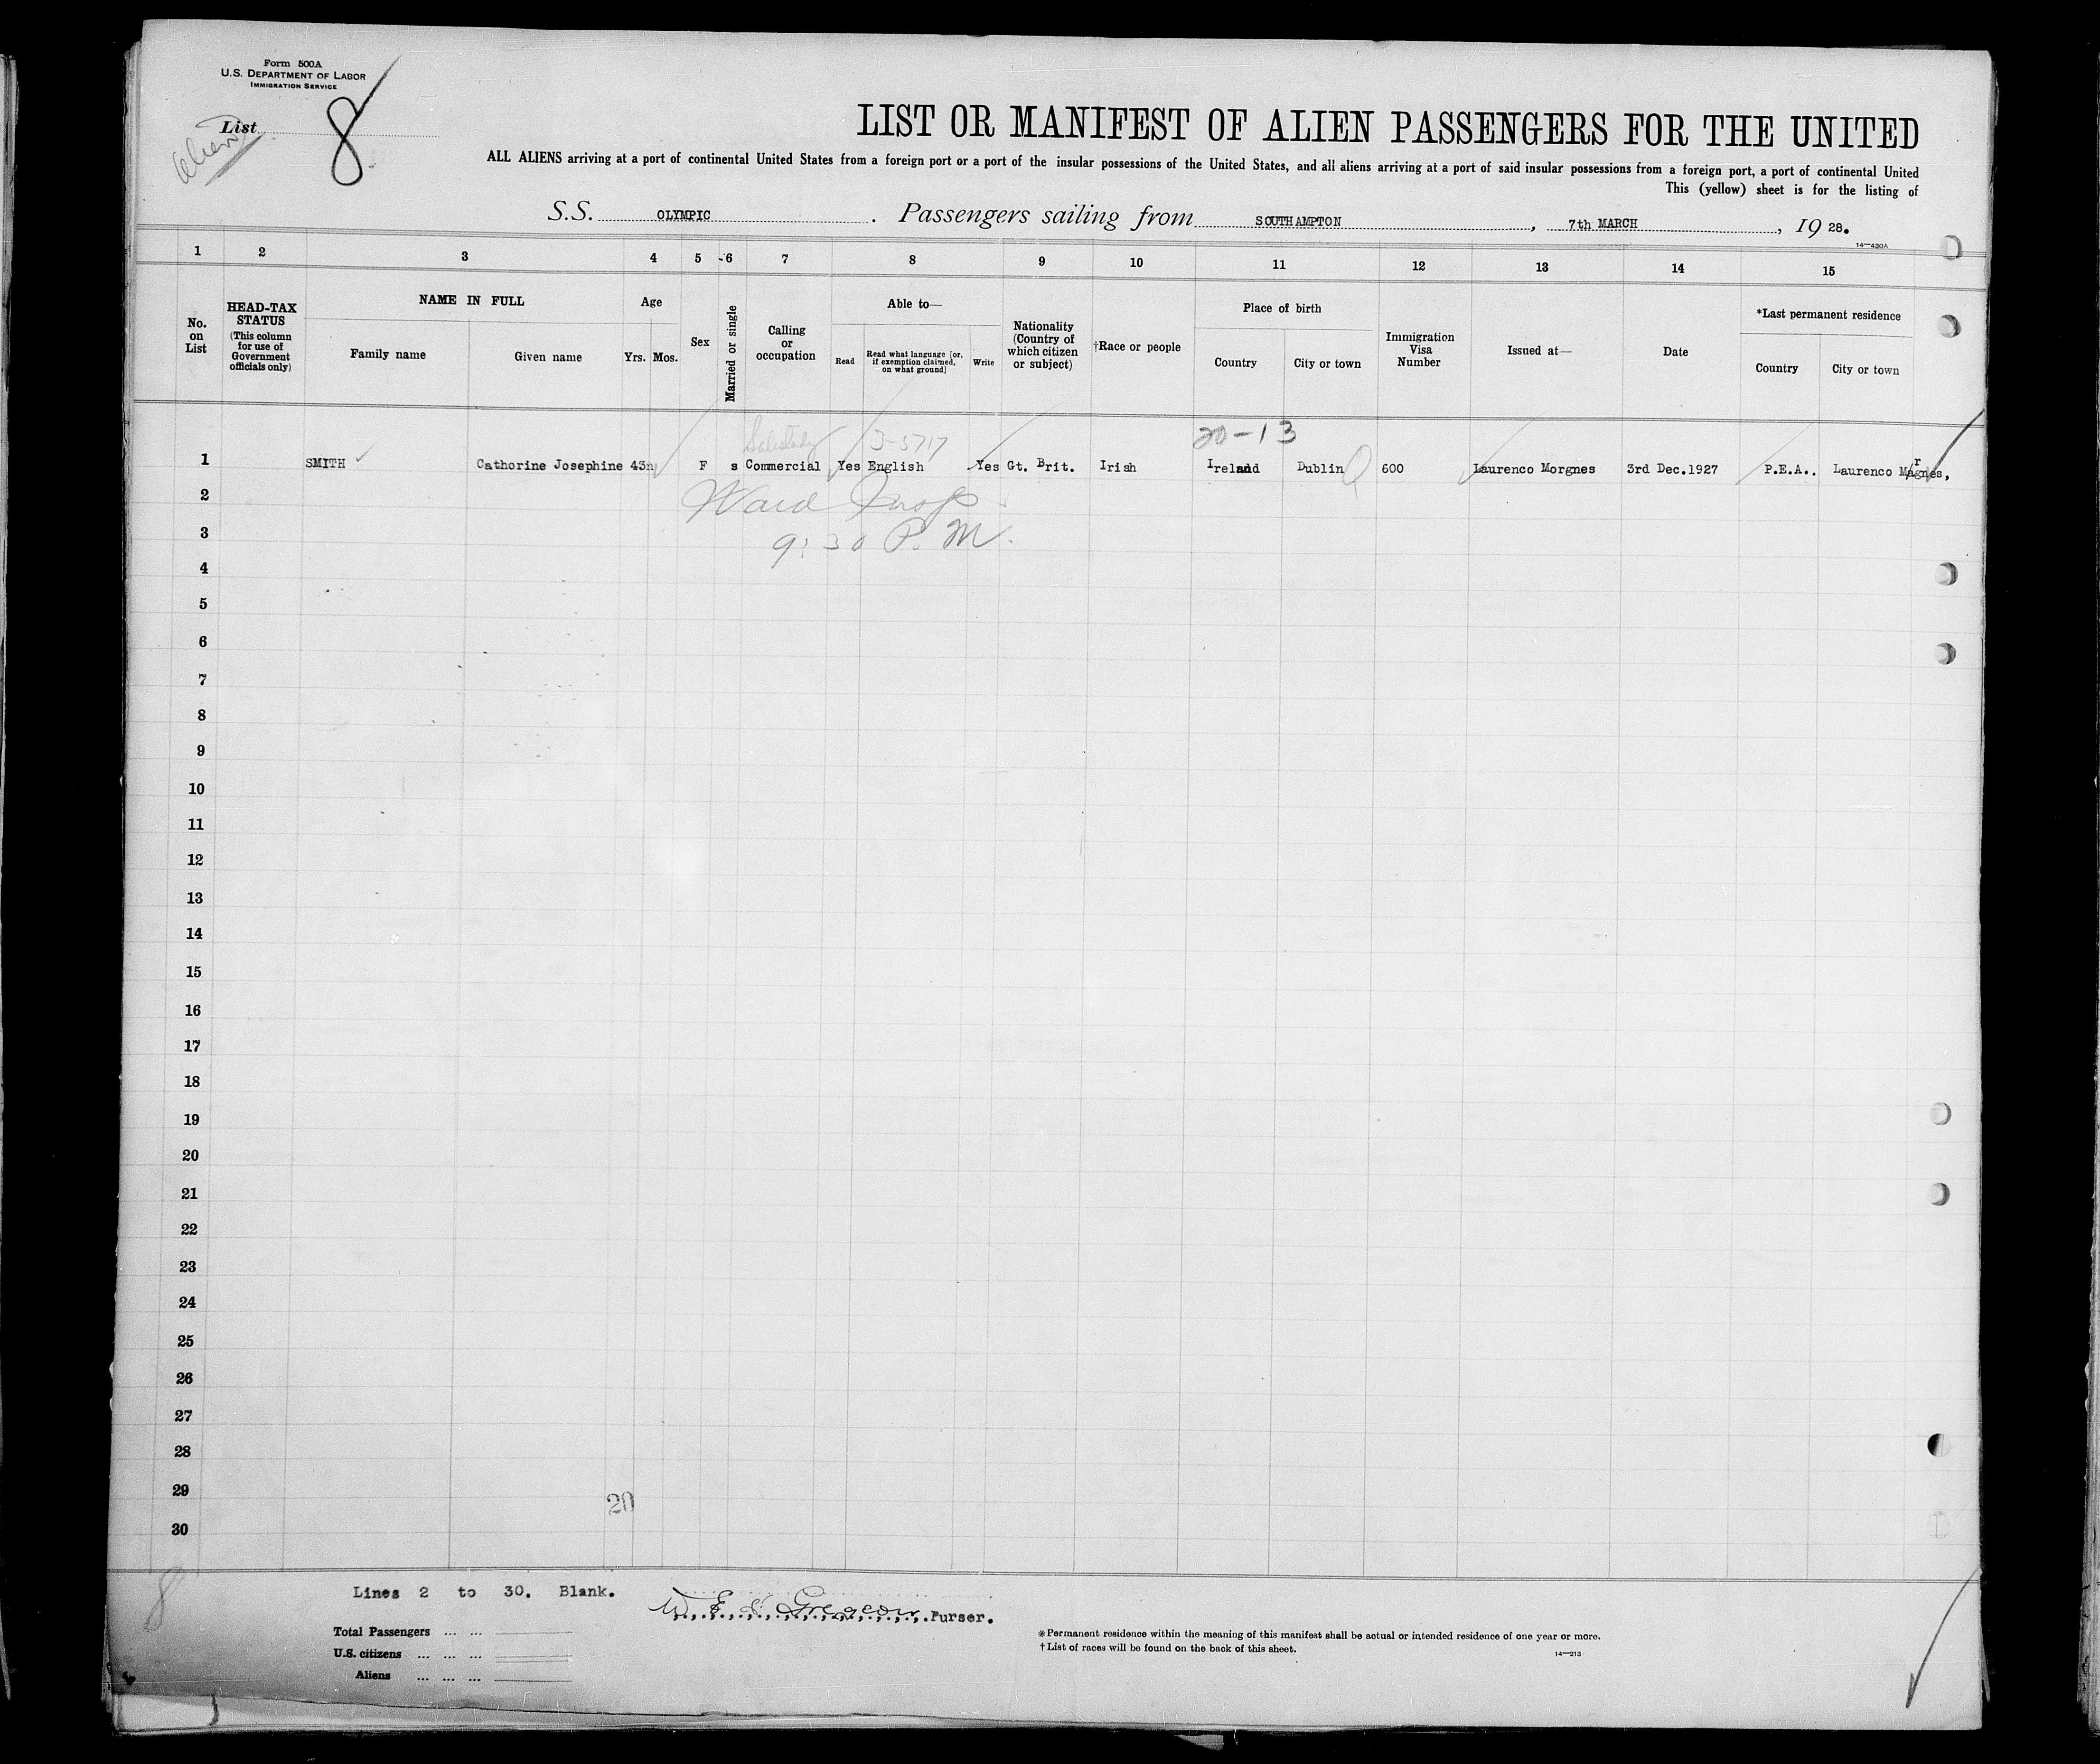 Form 500A
U.S. DEPARTMENT OF LABOR
IMMIGRATION SERVICE
List 8
Alien
LIST OR MANIFEST OF ALIEN PASSENGERS FOR THE UNITED
ALL ALIENS arriving at a port of continental United States from a foreign port or a port of the insular possessions of the United States, and all aliens arriving at a port of said insular possessions from a foreign port, a port of continental United
This (yellow) sheet is for the listing of
S.S. OLYMPIC. Passengers sailing from SOUTHAMPTON, 7th MARCH, 19 28.
14—430A
1 2 3 4 5 6 7 8 9 10 11 12 13 14 15
No. on List
HEAD-TAX STATUS
(This column for use of Government officials only)
NAME IN FULL
Family name
Given name
Age
Yrs. Mos.
Sex
Married or single
Calling or occupation
Able to—
Read
Read what language [or, if exemption claimed, on what ground]
Write
Nationality (Country of which citizen or subject)
†Race or people
Place of birth
Country
City or town
Immigration Visa Number
Issued at—
Date
*Last permanent residence
Country
City or town
Saleslady 3-5717 20-13
1 SMITH Cathorine Josephine 43 F s Commercial Yes English Yes Gt. Brit. Irish Ireland Dublin 600 Laurenco Morgnes 3rd Dec.1927 P.E.A.. Laurenco Margnes,
r
2 Ward
3 9:30 P.M.
4
5
6
7
8
9
10
11
12
13
14
15
16
17
18
19
20
21
22
23
24
25
26
27
28
29
20
30
8
Lines 2 to 30. Blank.
Purser.
Total Passengers ... ...
U.S. citizens ... ... ...
Aliens ... ... ...
*Permanent residence within the meaning of this manifest shall be actual or intended residence of one year or more.
†List of races will be found on the back of this sheet.
14—213